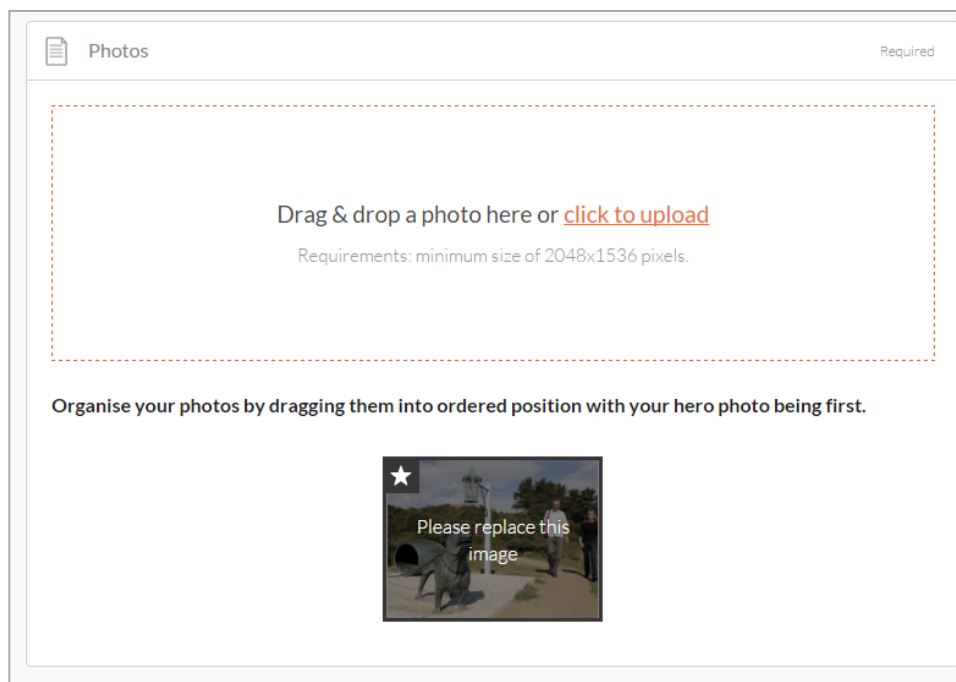 Photos
Required
Drag & drop a photo here or click to upload
Requirements: minimum size of 2048x1536 pixels.
Organise your photos by dragging them into ordered position with your hero photo being first.
Please replace this
image